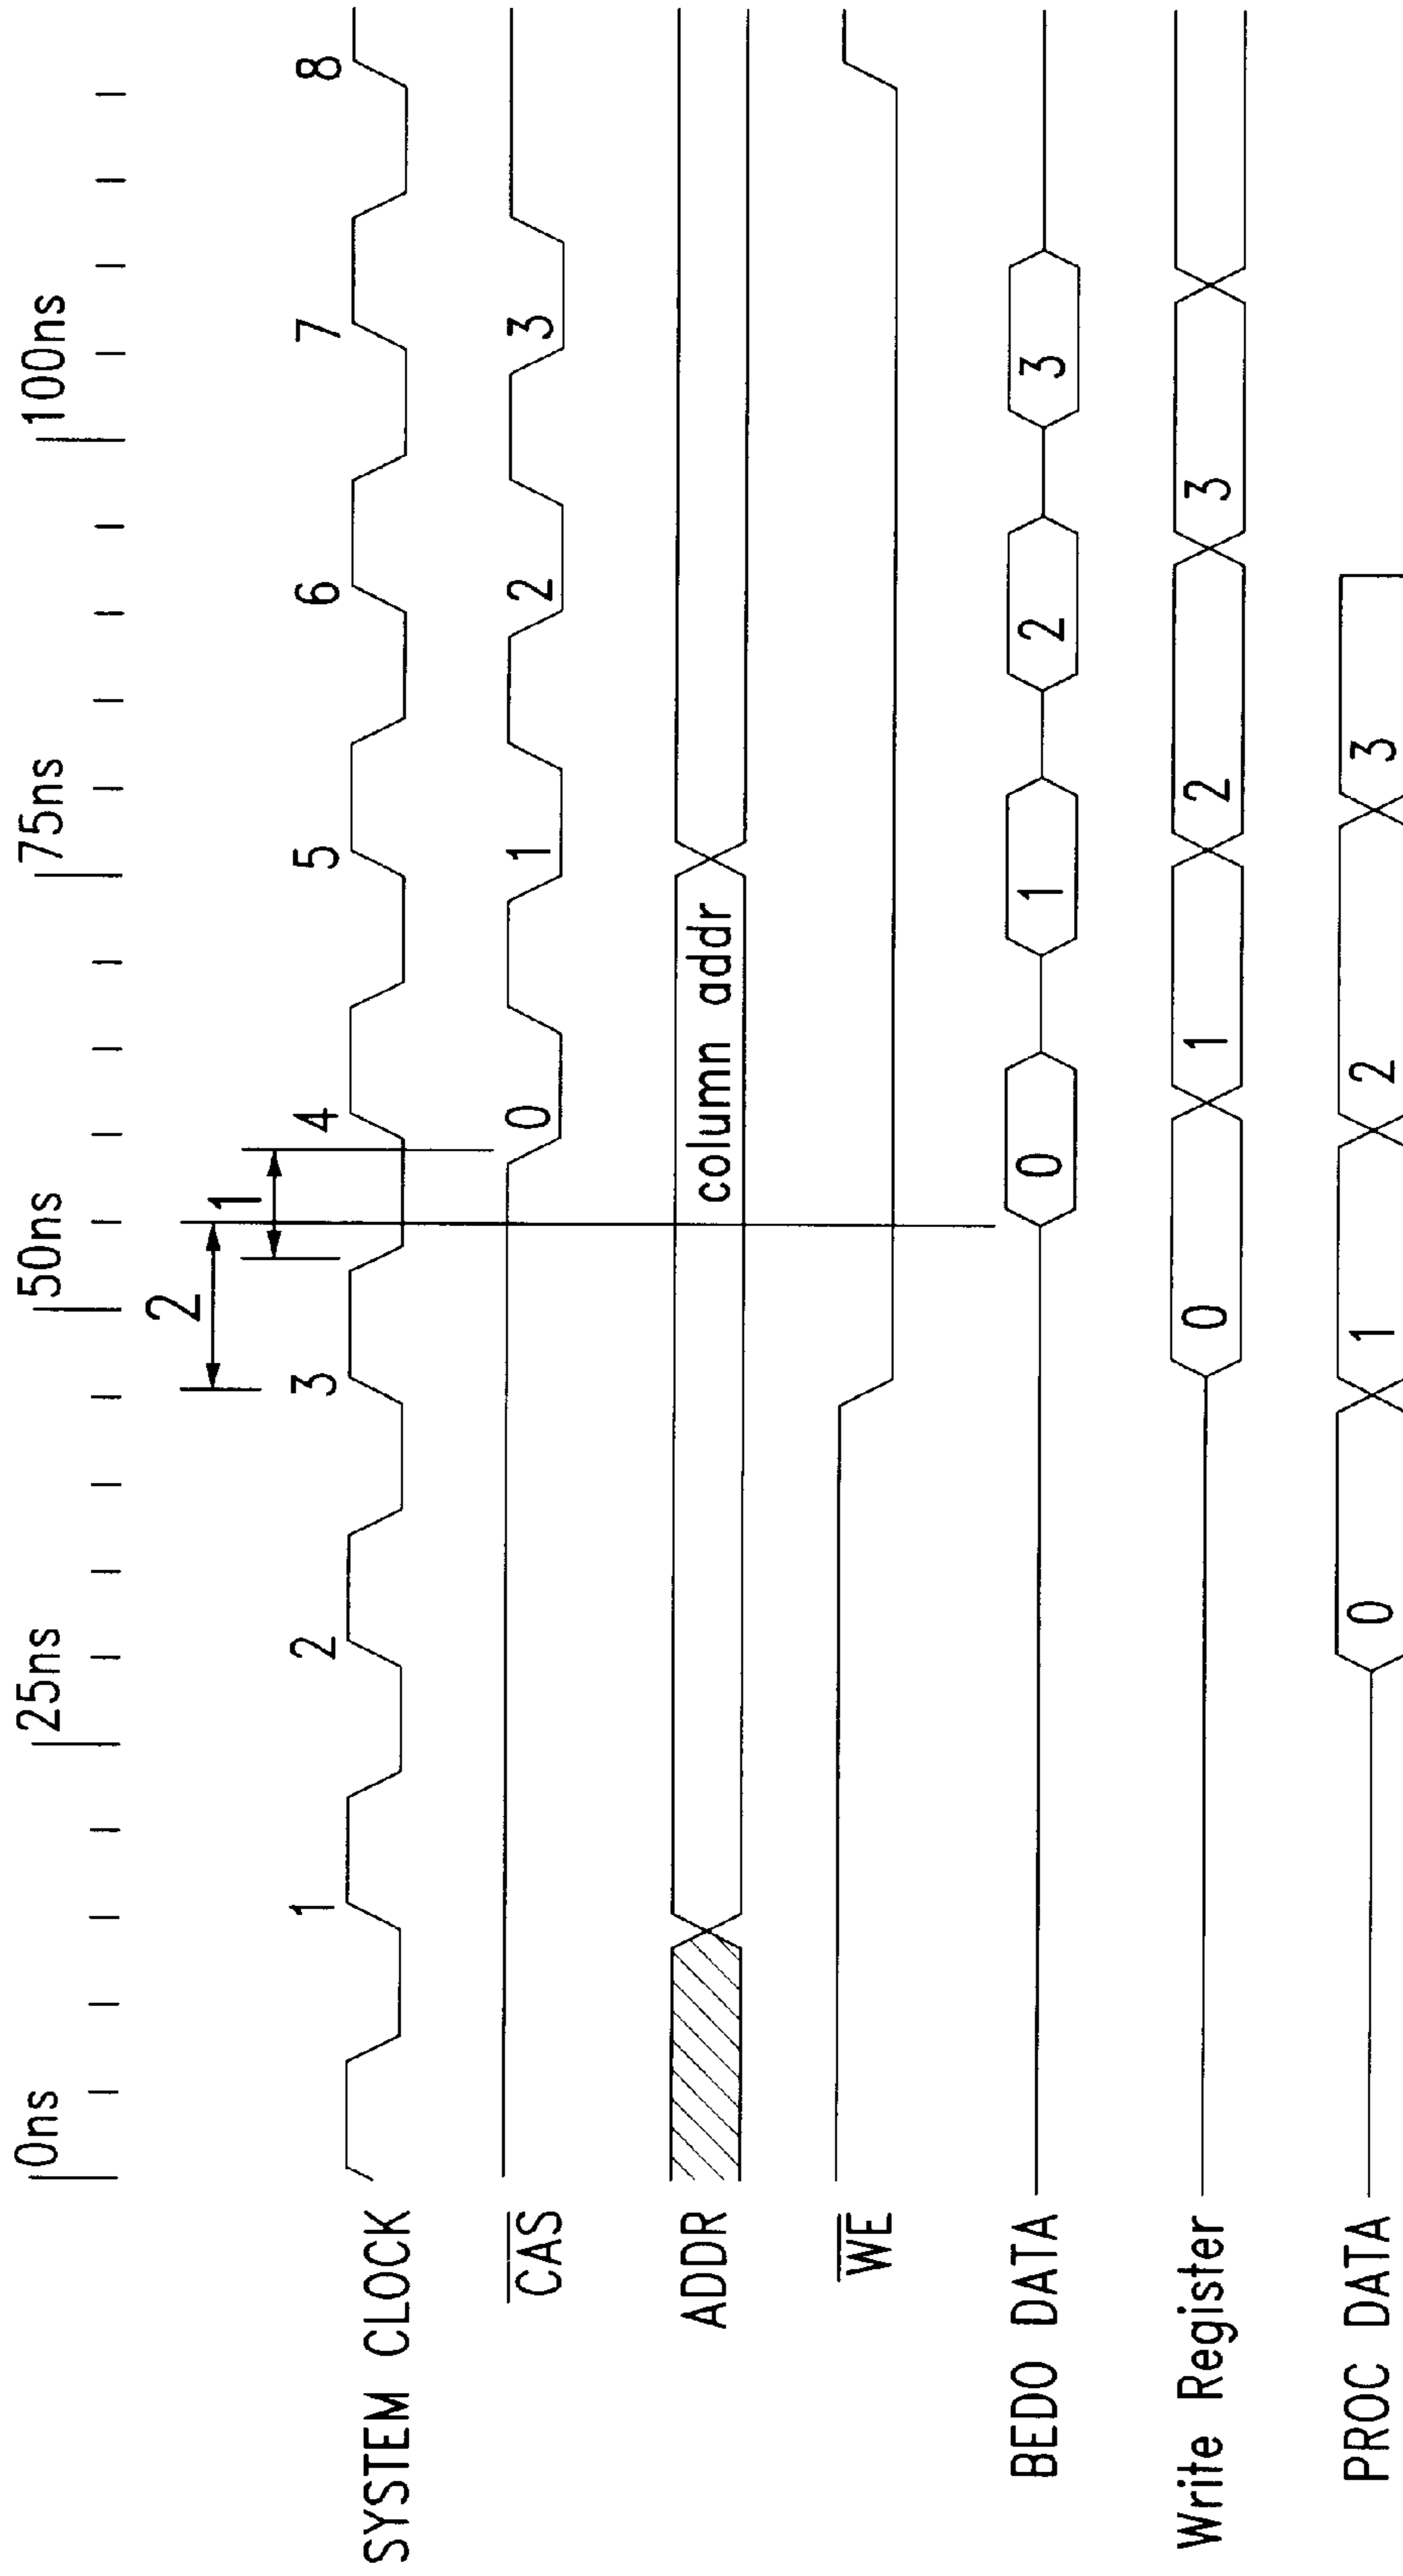 0ns 25ns 50ns 75ns 100ns
2
1
SYSTEM CLOCK 1 2 3 4 5 6 7 8
CAS 0 1 2 3
ADDR column addr
WE
BEDO DATA 0 1 2 3
Write Register 0 1 2 3
PROC DATA 0 1 2 3